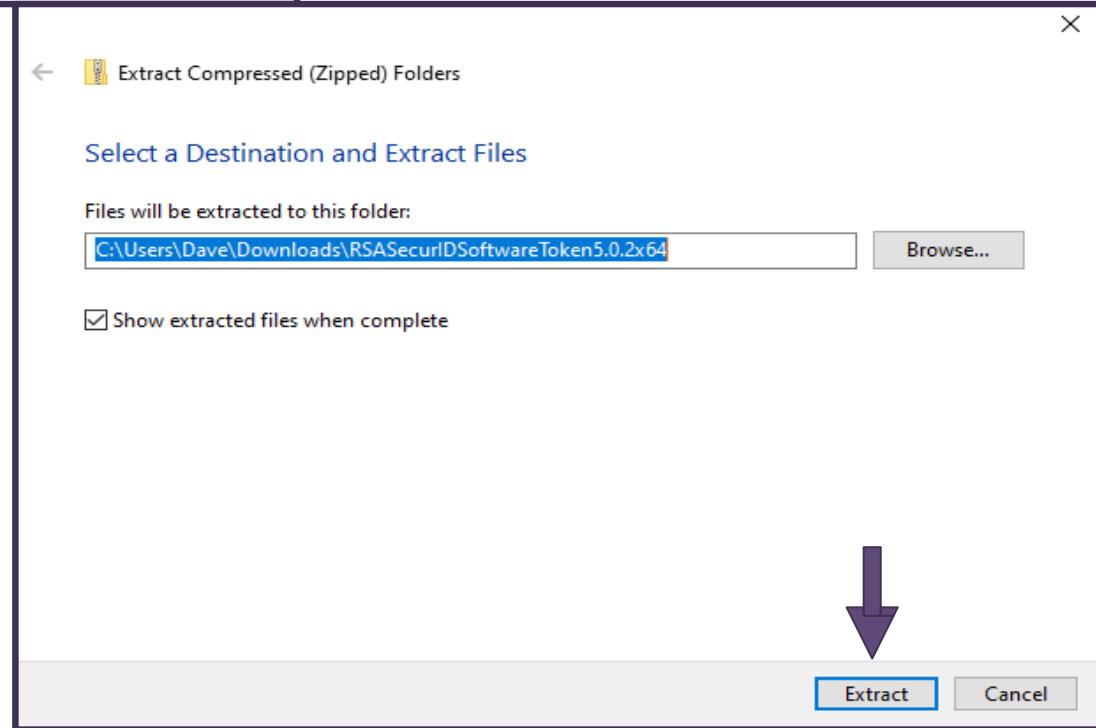 Extract Compressed (Zipped) Folders
Select a Destination and Extract Files
Files will be extracted to this folder:
C:\Users\Dave\Downloads\RSASecurIDSoftwareToken5.0.2x64
Browse...
Show extracted files when complete
Extract Cancel